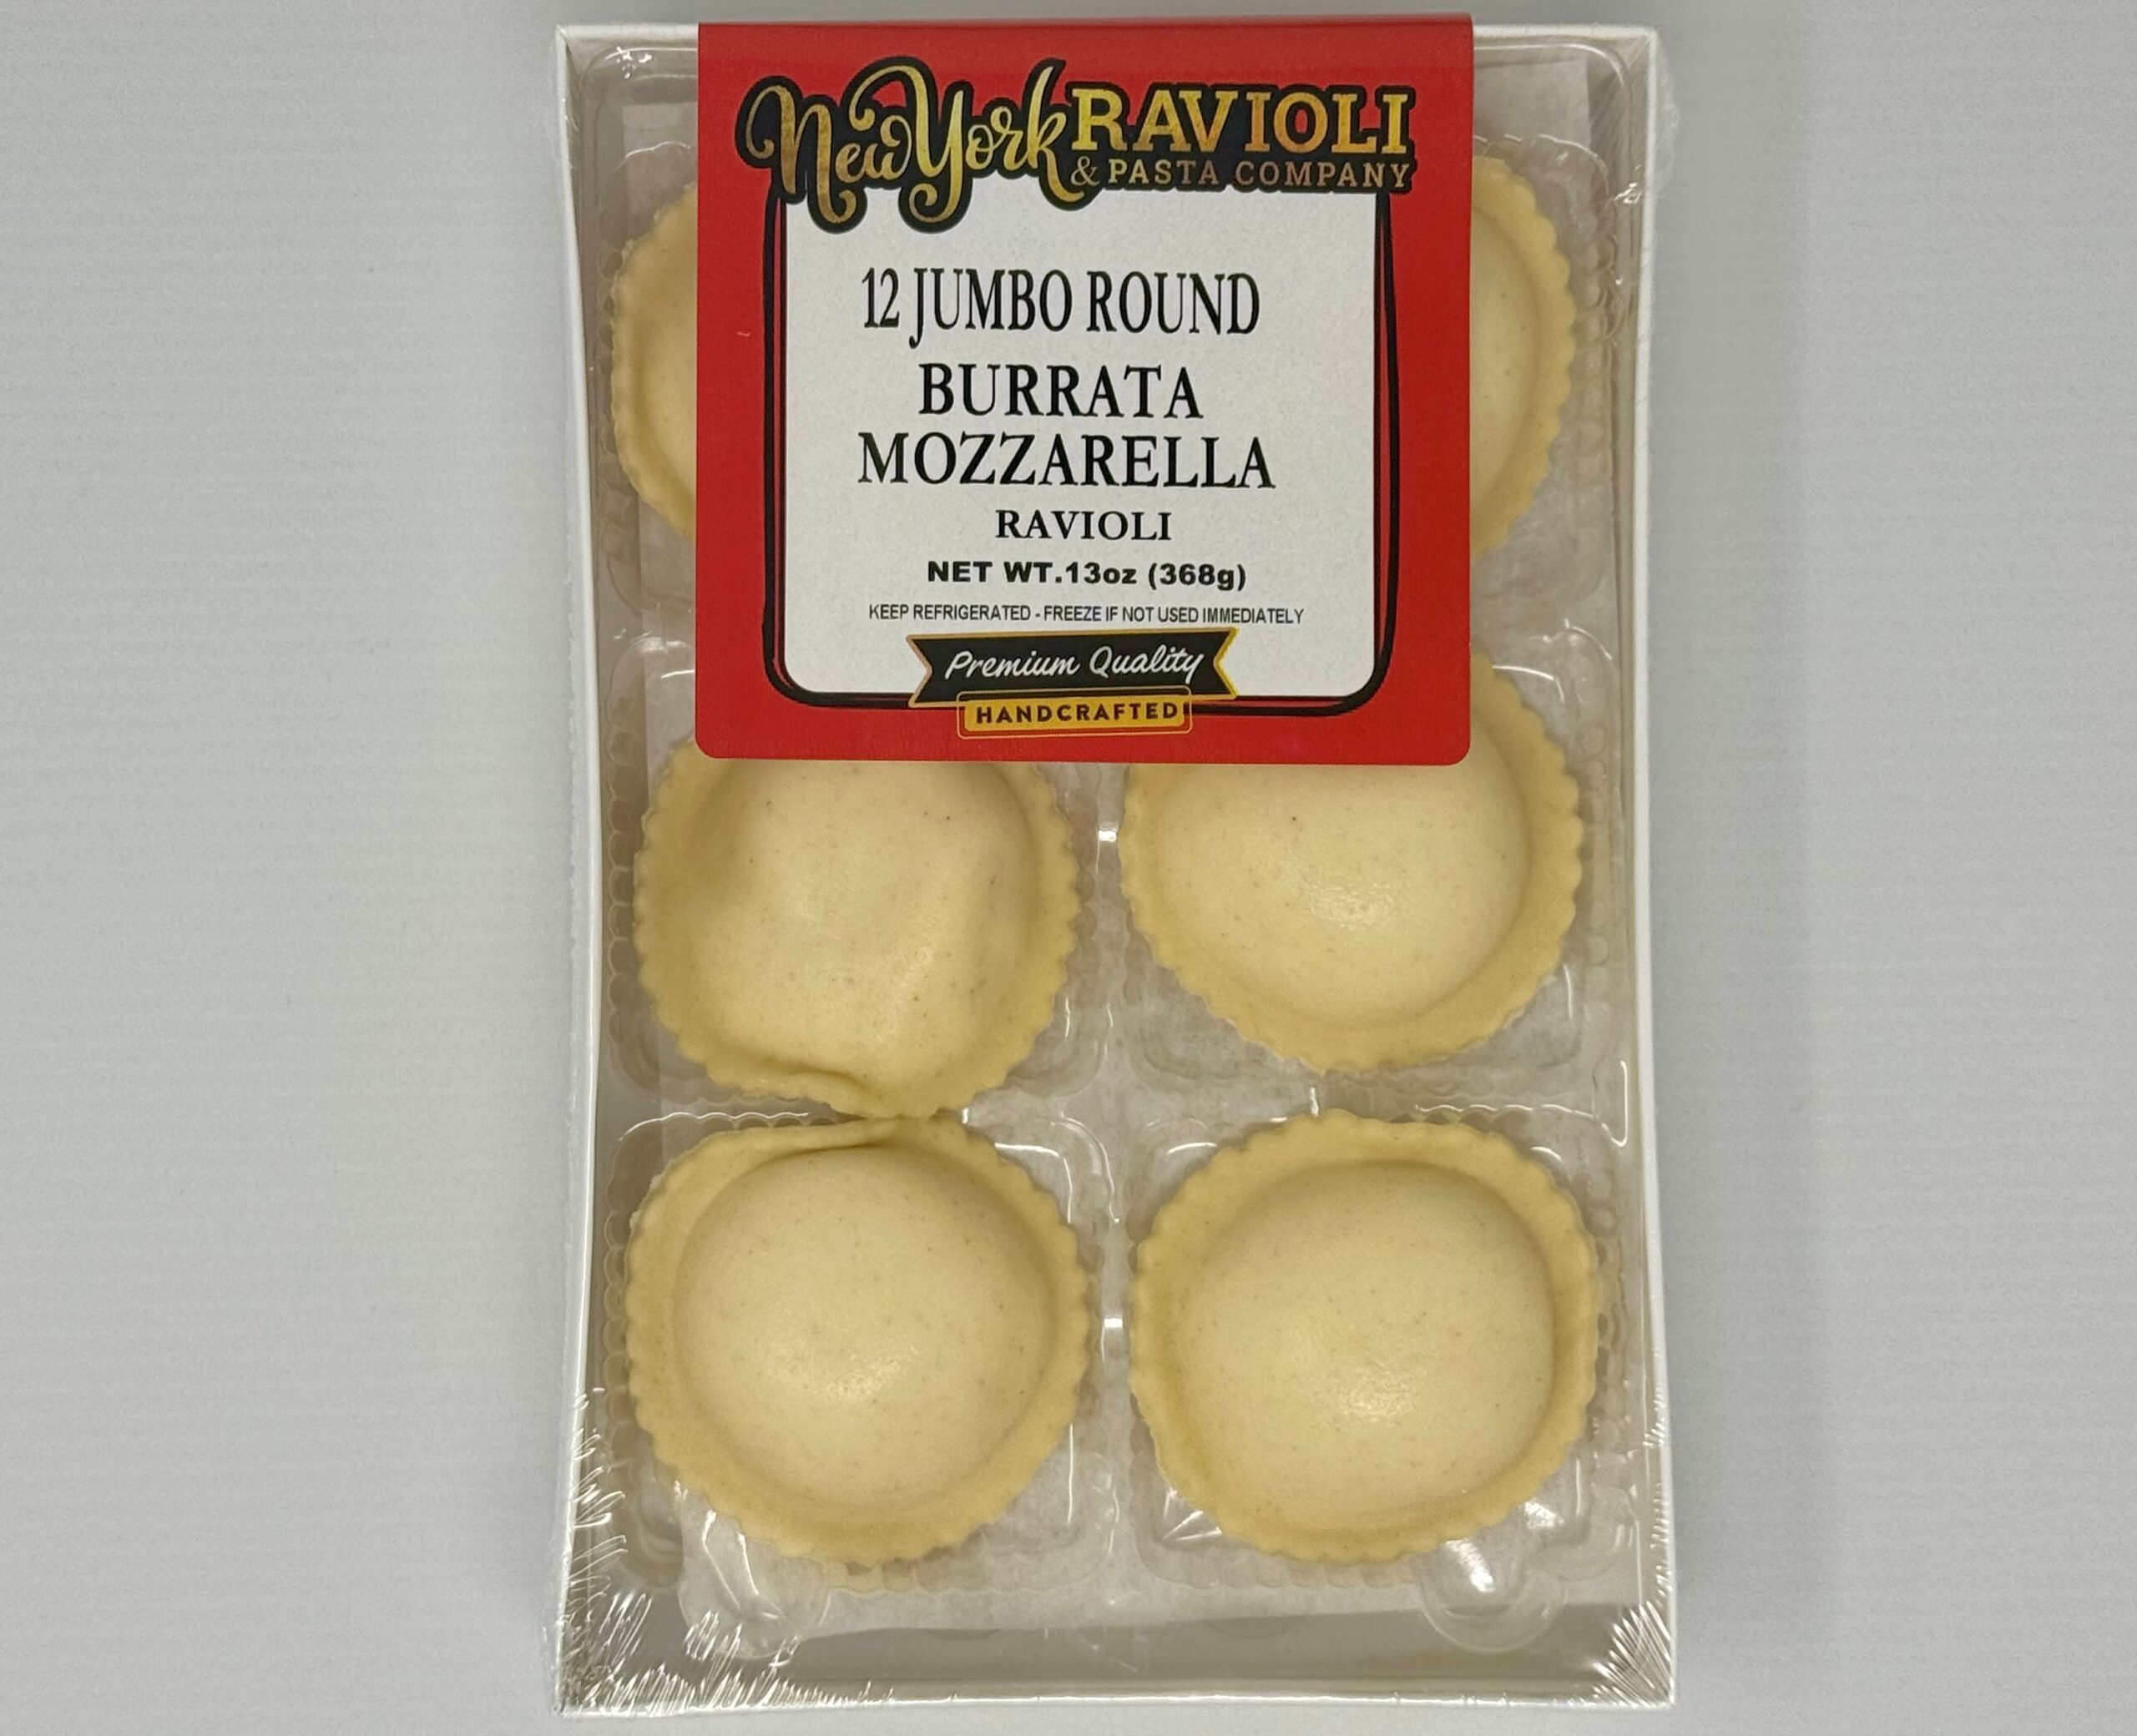 New York RAVIOLI
& PASTA COMPANY
12 JUMBO ROUND
BURRATA
MOZZARELLA
RAVIOLI
NET WT.13oz (368g)
KEEP REFRIGERATED - FREEZE IF NOT USED IMMEDIATELY
Premium Quality
HANDCRAFTED